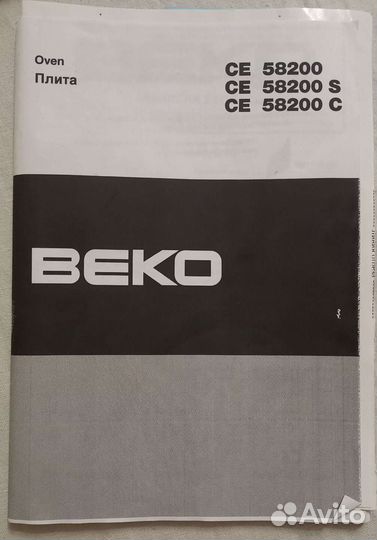 Oven
Плита
CE 58200
CE 58200 S
CE 58200 C
BEKO
Avito